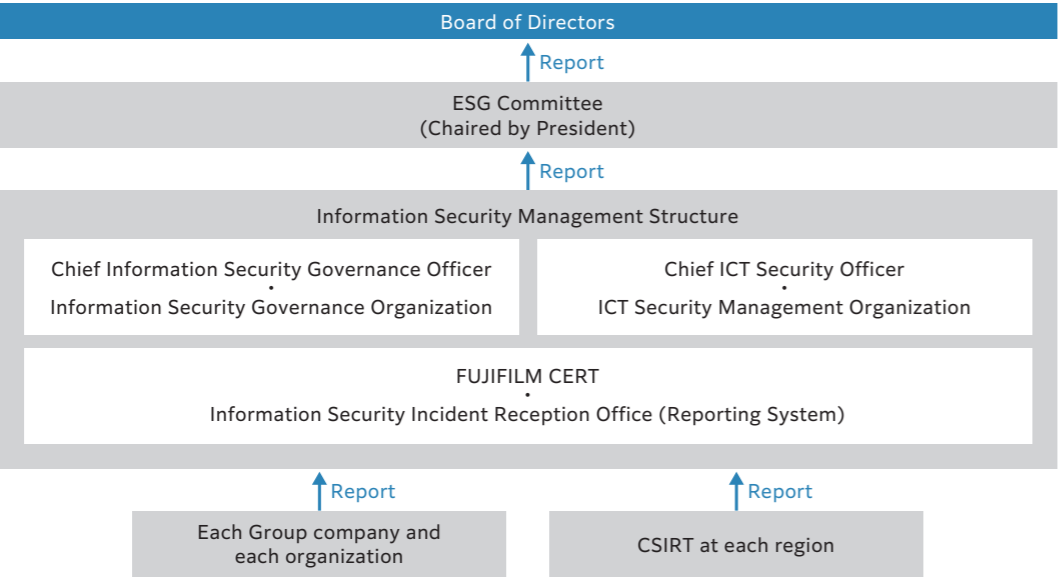 Board of Directors
Report
ESG Committee
(Chaired by President)
Report
Information Security Management Structure
Chief Information Security Governance Officer
・
Information Security Governance Organization
Chief ICT Security Officer
・
ICT Security Management Organization
FUJIFILM CERT
・
Information Security Incident Reception Office (Reporting System)
Report
Report
Each Group company and
each organization
CSIRT at each region